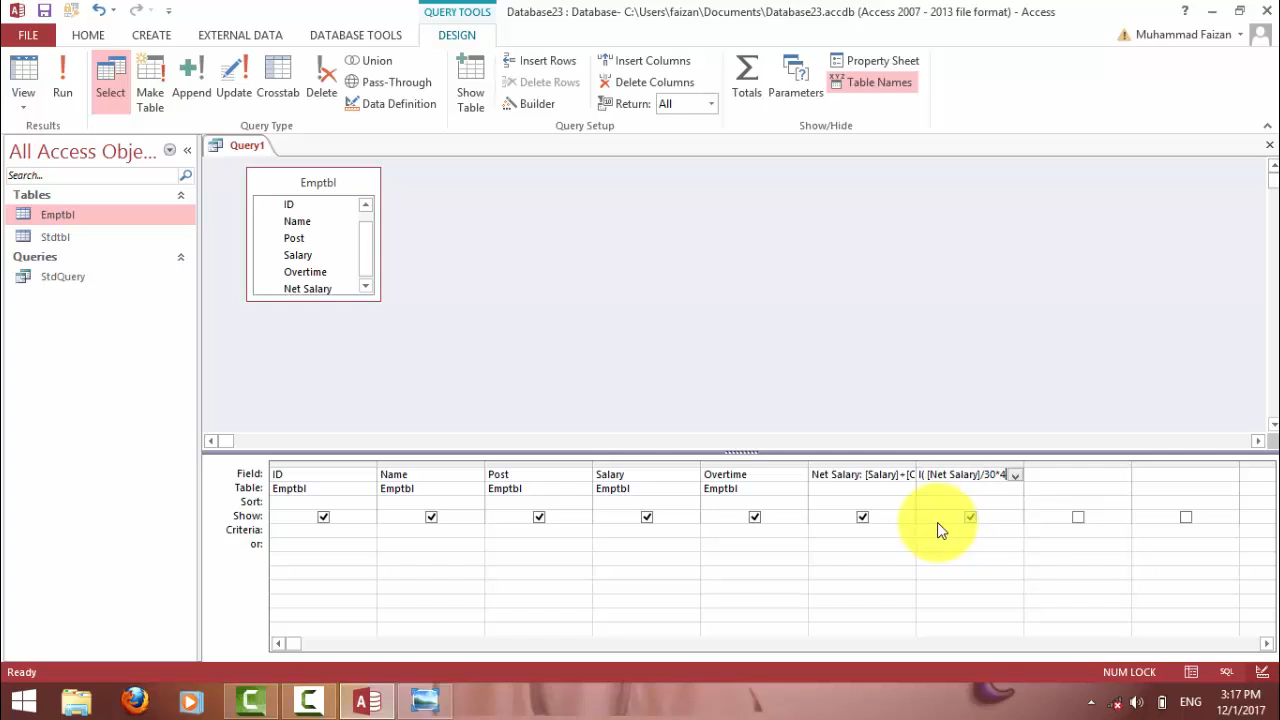 QUERY TOOLS
Database23 : Database- C:\Users\faizan\Documents\Database23.accdb (Access 2007 - 2013 file format) - Access
FILE HOME CREATE EXTERNAL DATA DATABASE TOOLS DESIGN
Muhammad Faizan
View
Run
Results
Select
Make Table
Append
Update
Crosstab
Delete
Union
Pass-Through
Data Definition
Query Type
Show Table
Insert Rows
Delete Rows
Builder
Insert Columns
Delete Columns
Return: All
Query Setup
Totals
Parameters
Property Sheet
XYZ Table Names
Show/Hide
All Access Obje...
Search...
Tables
Emptbl
Stdtbl
Queries
StdQuery
Query1
Emptbl
ID
Name
Post
Salary
Overtime
Net Salary
Field: ID Name Post Salary Overtime Net Salary: [Salary]+[C I( [Net Salary]/30*4
Table: Emptbl Emptbl Emptbl Emptbl Emptbl
Sort:
Show:
Criteria:
or:
Ready
NUM LOCK
SQL
ENG
3:17 PM
12/1/2017